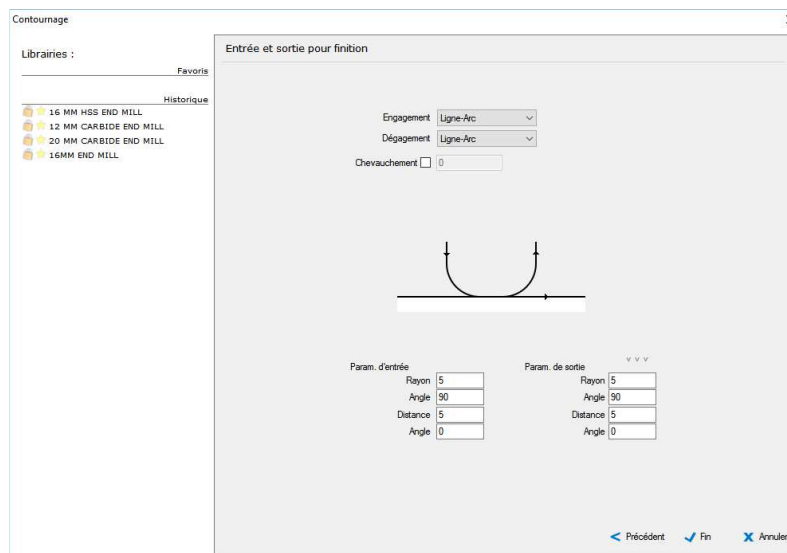 Contournage
Librairies :
Favoris
Historique
16 MM HSS END MILL
12 MM CARBIDE END MILL
20 MM CARBIDE END MILL
16MM END MILL
Entrée et sortie pour finition
Engagement Ligne-Arc
Dégagement Ligne-Arc
Chevauchement 0
Param. d'entrée
Rayon 5
Angle 90
Distance 5
Angle 0
v v v
Param. de sortie
Rayon 5
Angle 90
Distance 5
Angle 0
Précédent Fin Annuler